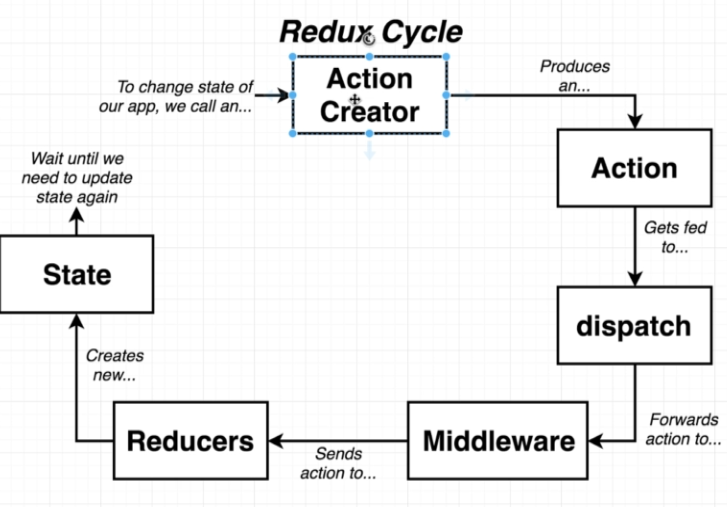 Redux Cycle
To change state of
our app, we call an...
Action
Creator
Produces
an...
Action
Gets fed
to...
dispatch
Forwards
action to...
Middleware
Sends
action to...
Reducers
Creates
new...
State
Wait until we
need to update
state again